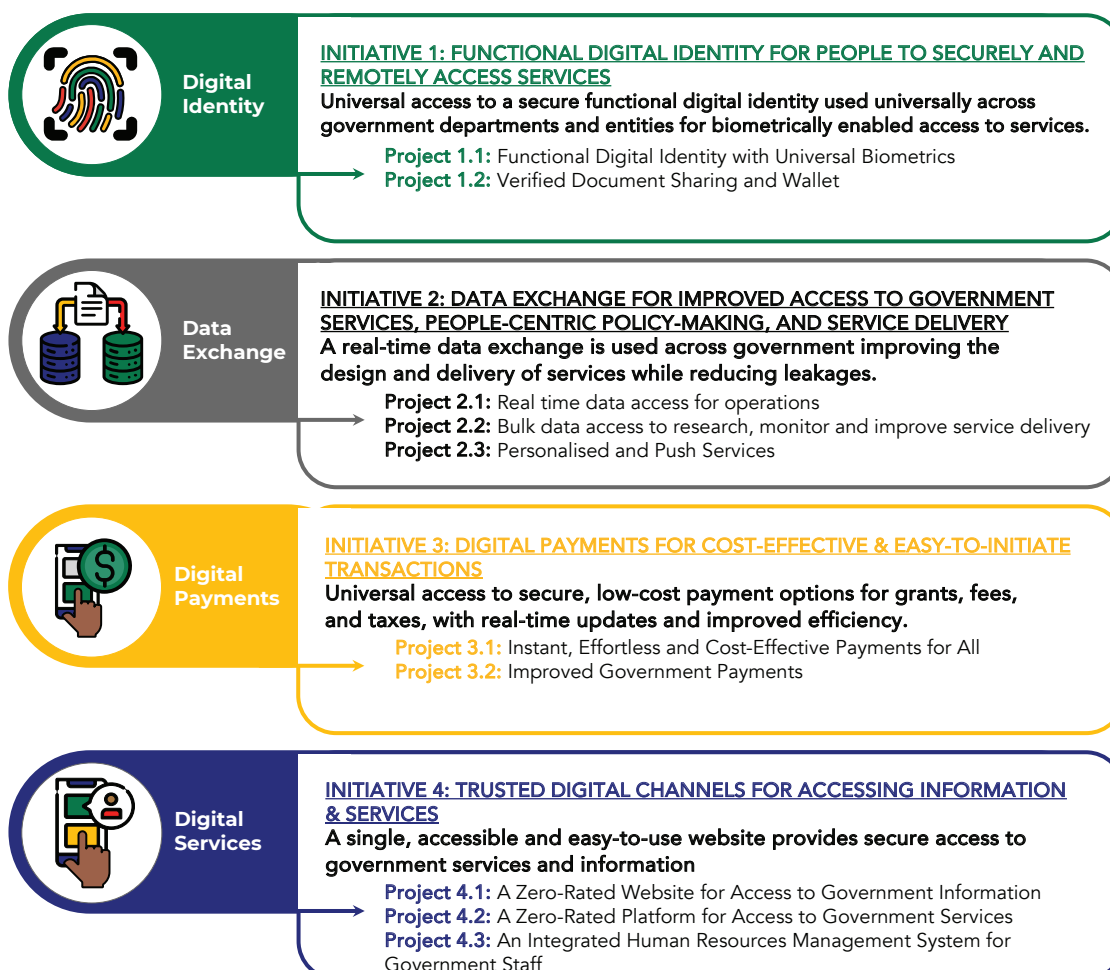 Digital
Identity
INITIATIVE 1: FUNCTIONAL DIGITAL IDENTITY FOR PEOPLE TO SECURELY AND
REMOTELY ACCESS SERVICES
Universal access to a secure functional digital identity used universally across
government departments and entities for biometrically enabled access to services.
Project 1.1: Functional Digital Identity with Universal Biometrics
Project 1.2: Verified Document Sharing and Wallet
Data
Exchange
INITIATIVE 2: DATA EXCHANGE FOR IMPROVED ACCESS TO GOVERNMENT
SERVICES, PEOPLE-CENTRIC POLICY-MAKING, AND SERVICE DELIVERY
A real-time data exchange is used across government improving the
design and delivery of services while reducing leakages.
Project 2.1: Real time data access for operations
Project 2.2: Bulk data access to research, monitor and improve service delivery
Project 2.3: Personalised and Push Services
Digital
Payments
INITIATIVE 3: DIGITAL PAYMENTS FOR COST-EFFECTIVE & EASY-TO-INITIATE
TRANSACTIONS
Universal access to secure, low-cost payment options for grants, fees,
and taxes, with real-time updates and improved efficiency.
Project 3.1: Instant, Effortless and Cost-Effective Payments for All
Project 3.2: Improved Government Payments
$
Digital
Services
INITIATIVE 4: TRUSTED DIGITAL CHANNELS FOR ACCESSING INFORMATION
& SERVICES
A single, accessible and easy-to-use website provides secure access to
government services and information
Project 4.1: A Zero-Rated Website for Access to Government Information
Project 4.2: A Zero-Rated Platform for Access to Government Services
Project 4.3: An Integrated Human Resources Management System for
Government Staff